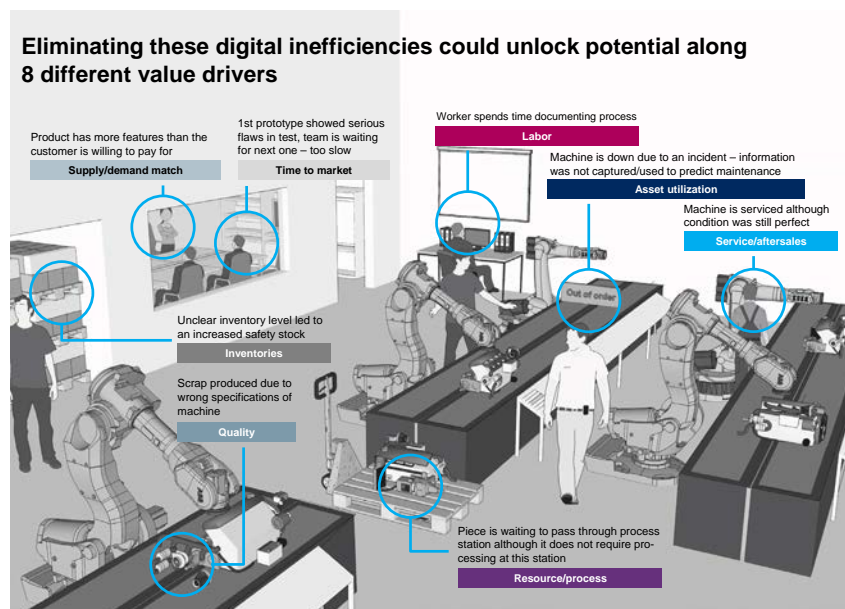 Eliminating these digital inefficiencies could unlock potential along
8 different value drivers
Product has more features than the
customer is willing to pay for
Supply/demand match
1st prototype showed serious
flaws in test, team is waiting
for next one – too slow
Time to market
Worker spends time documenting process
Labor
Machine is down due to an incident – information
was not captured/used to predict maintenance
Asset utilization
Machine is serviced although
condition was still perfect
Service/aftersales
Out of order
Unclear inventory level led to
an increased safety stock
Inventories
Scrap produced due to
wrong specifications of
machine
Quality
Piece is waiting to pass through process
station although it does not require pro-
cessing at this station
Resource/process